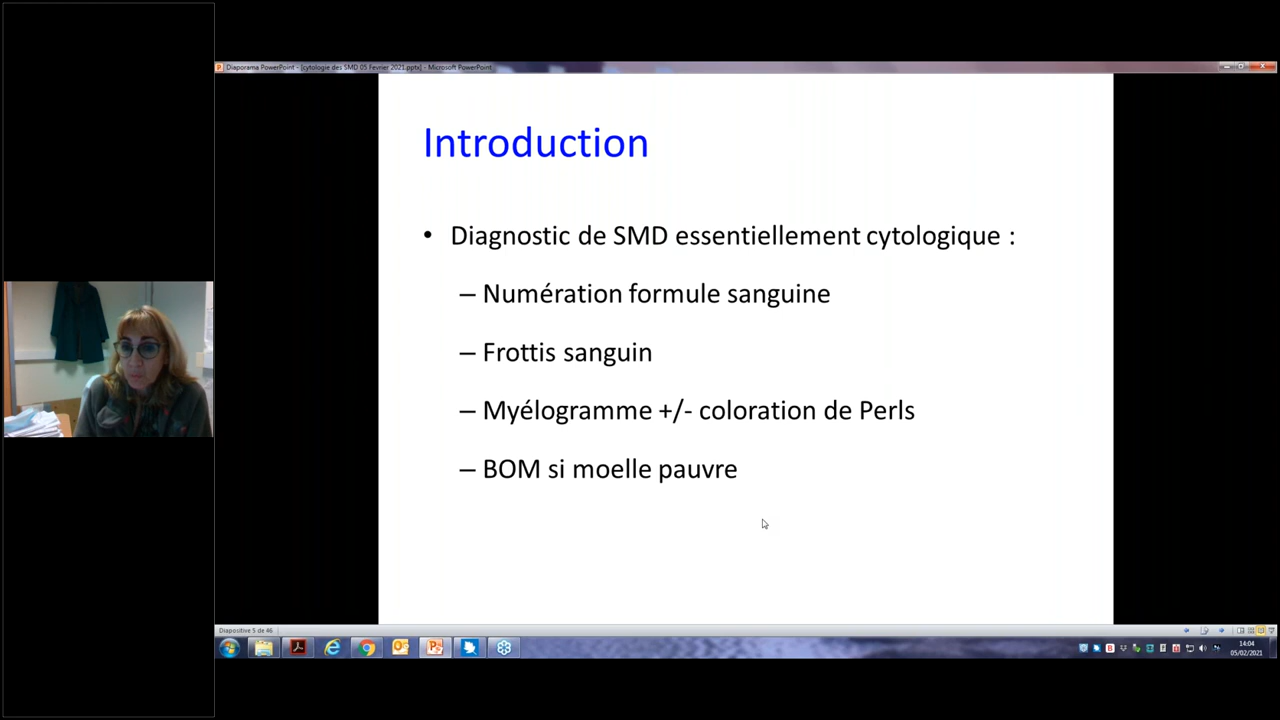 Diaporama PowerPoint - [cytologie des SMD 05 Fevrier 2021.pptx] - Microsoft PowerPoint
Introduction
• Diagnostic de SMD essentiellement cytologique :
– Numération formule sanguine
– Frottis sanguin
– Myélogramme +/- coloration de Perls
– BOM si moelle pauvre
Diapositive 5 de 46
14:04
05/02/2021